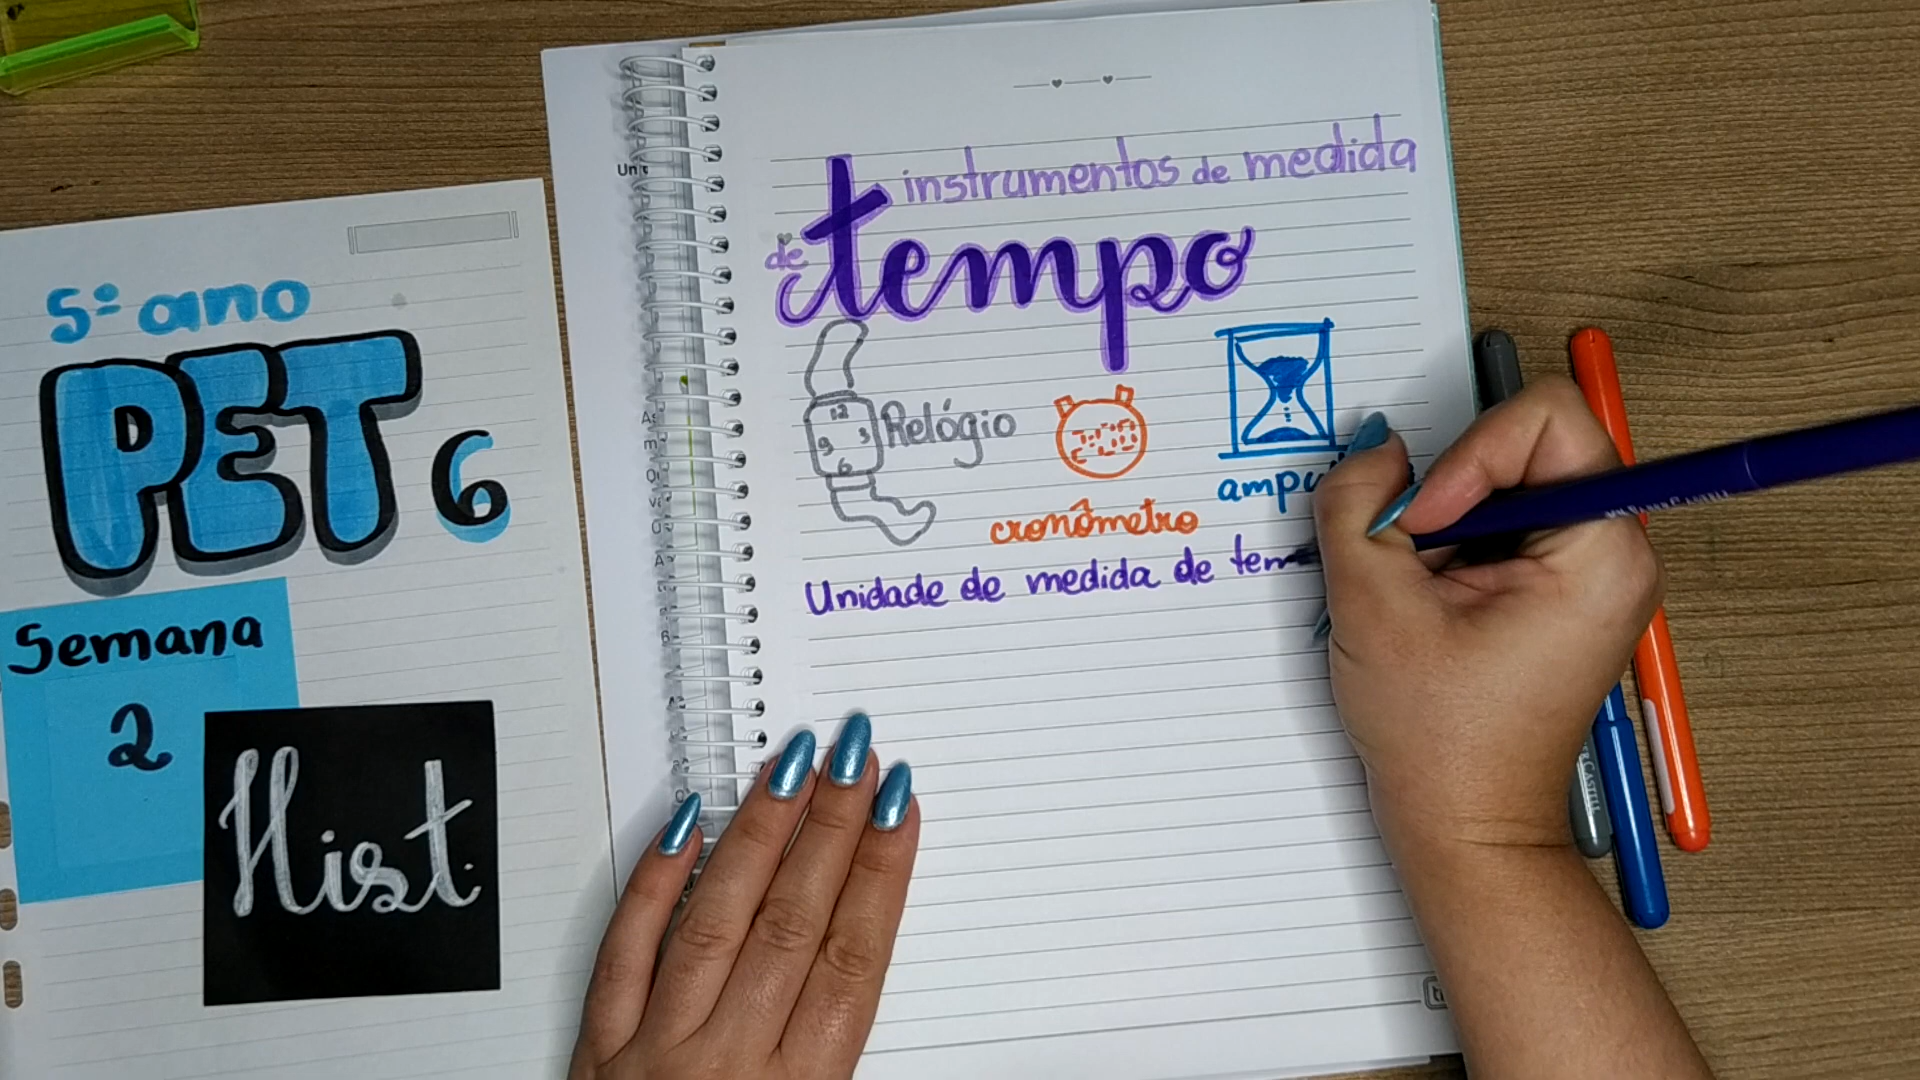 5º ano
PET 6
Semana
2
Hist.
instrumentos de medida
de tempo
12
9 3
6
Relógio
cronômetro
Unidade de medida de